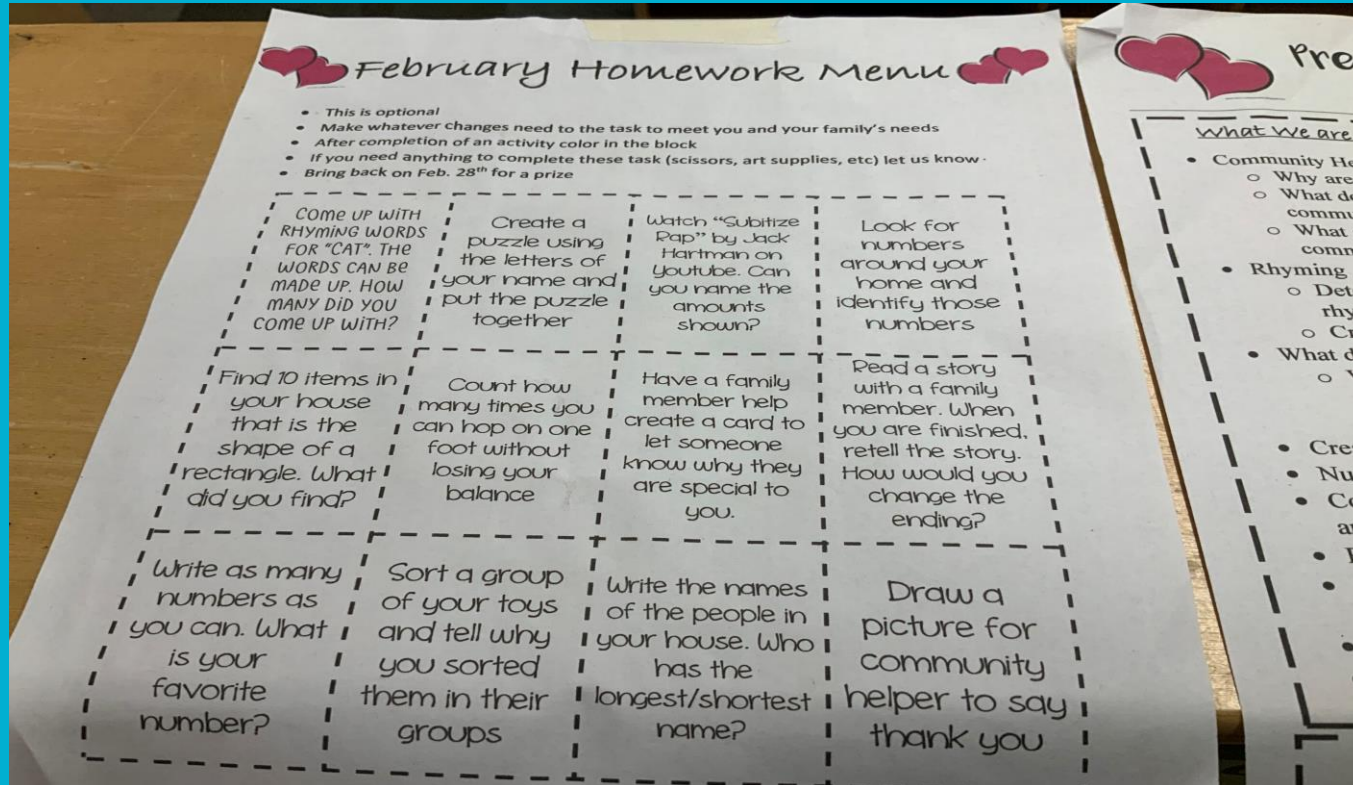 February Homework Menu
• This is optional
• Make whatever changes need to the task to meet you and your family's needs
• After completion of an activity color in the block
• If you need anything to complete these task (scissors, art supplies, etc) let us know.
• Bring back on Feb. 28th for a prize
COME UP WITH
RHYMING WORDS
FOR "CAT". THE
WORDS CAN BE
MADE UP. HOW
MANY DID YOU
COME UP WITH?
Create a
puzzle using
the letters of
your name and
put the puzzle
together
Watch "Subitize
Rap" by Jack
Hartman on
Youtube. Can
you name the
amounts
shown?
Look for
numbers
around your
home and
identify those
numbers
Find 10 items in
your house
that is the
shape of a
rectangle. What
did you find?
Count how
many times you
can hop on one
foot without
losing your
balance
Have a family
member help
create a card to
let someone
know why they
are special to
you.
Read a story
with a family
member. When
you are finished,
retell the story.
How would you
change the
ending?
Write as many
numbers as
you can. What
is your
favorite
number?
Sort a group
of your toys
and tell why
you sorted
them in their
groups
Write the names
of the people in
your house. Who
has the
longest/shortest
name?
Draw a
picture for
community
helper to say
thank you
Pre
What We are
• Community He
○ Why are
○ What de
commu
○ What
comm
• Rhyming
○ Det
rhy
○ Cr
• What d
• Cre
• Nu
• Co